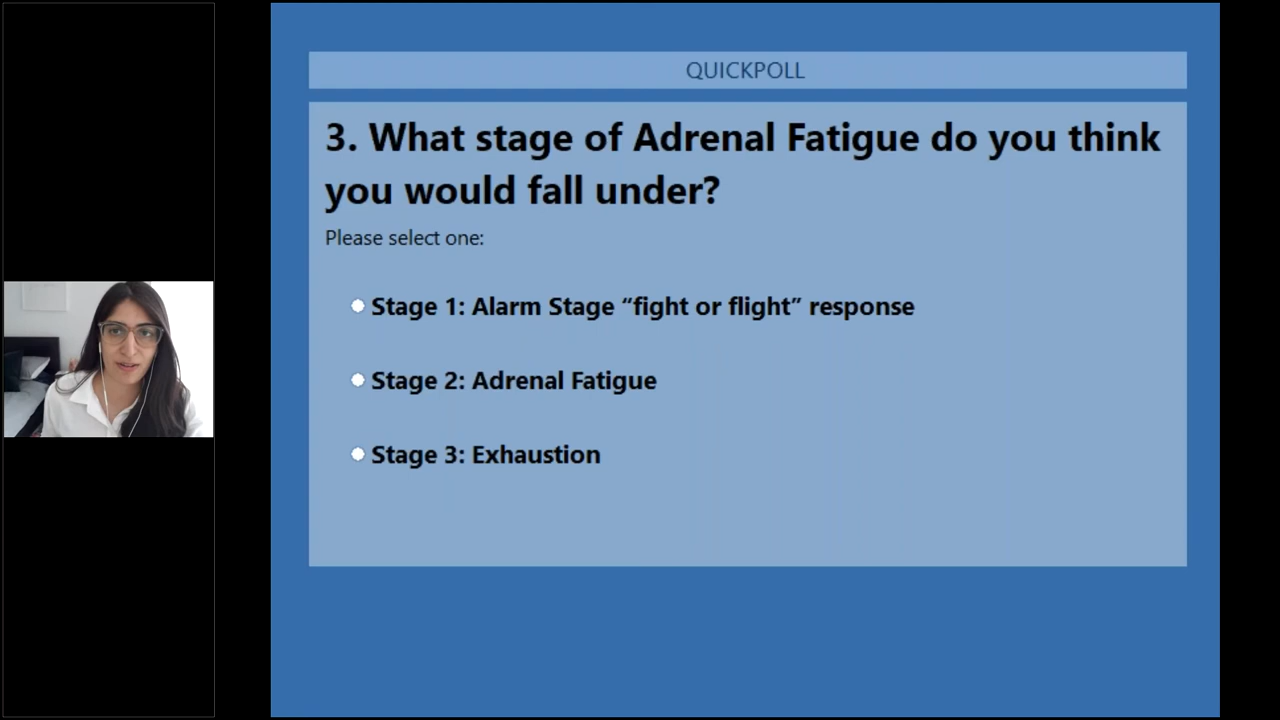 QUICKPOLL
3. What stage of Adrenal Fatigue do you think
you would fall under?
Please select one:
Stage 1: Alarm Stage “fight or flight” response
Stage 2: Adrenal Fatigue
Stage 3: Exhaustion